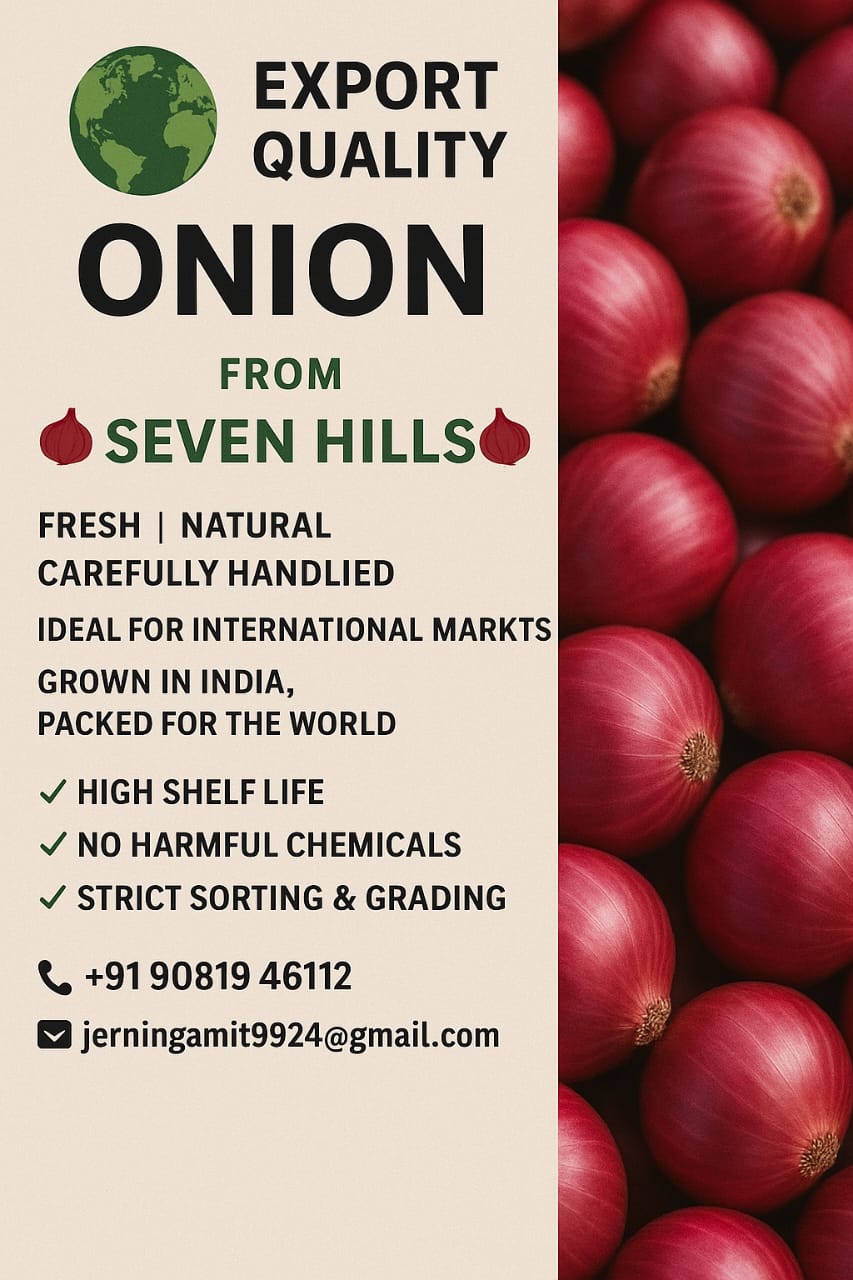 EXPORT
QUALITY
ONION
FROM
SEVEN HILLS
FRESH | NATURAL
CAREFULLY HANDLIED
IDEAL FOR INTERNATIONAL MARKTS
GROWN IN INDIA,
PACKED FOR THE WORLD
✓ HIGH SHELF LIFE
✓ NO HARMFUL CHEMICALS
✓ STRICT SORTING & GRADING
+91 90819 46112
jerningamit9924@gmail.com